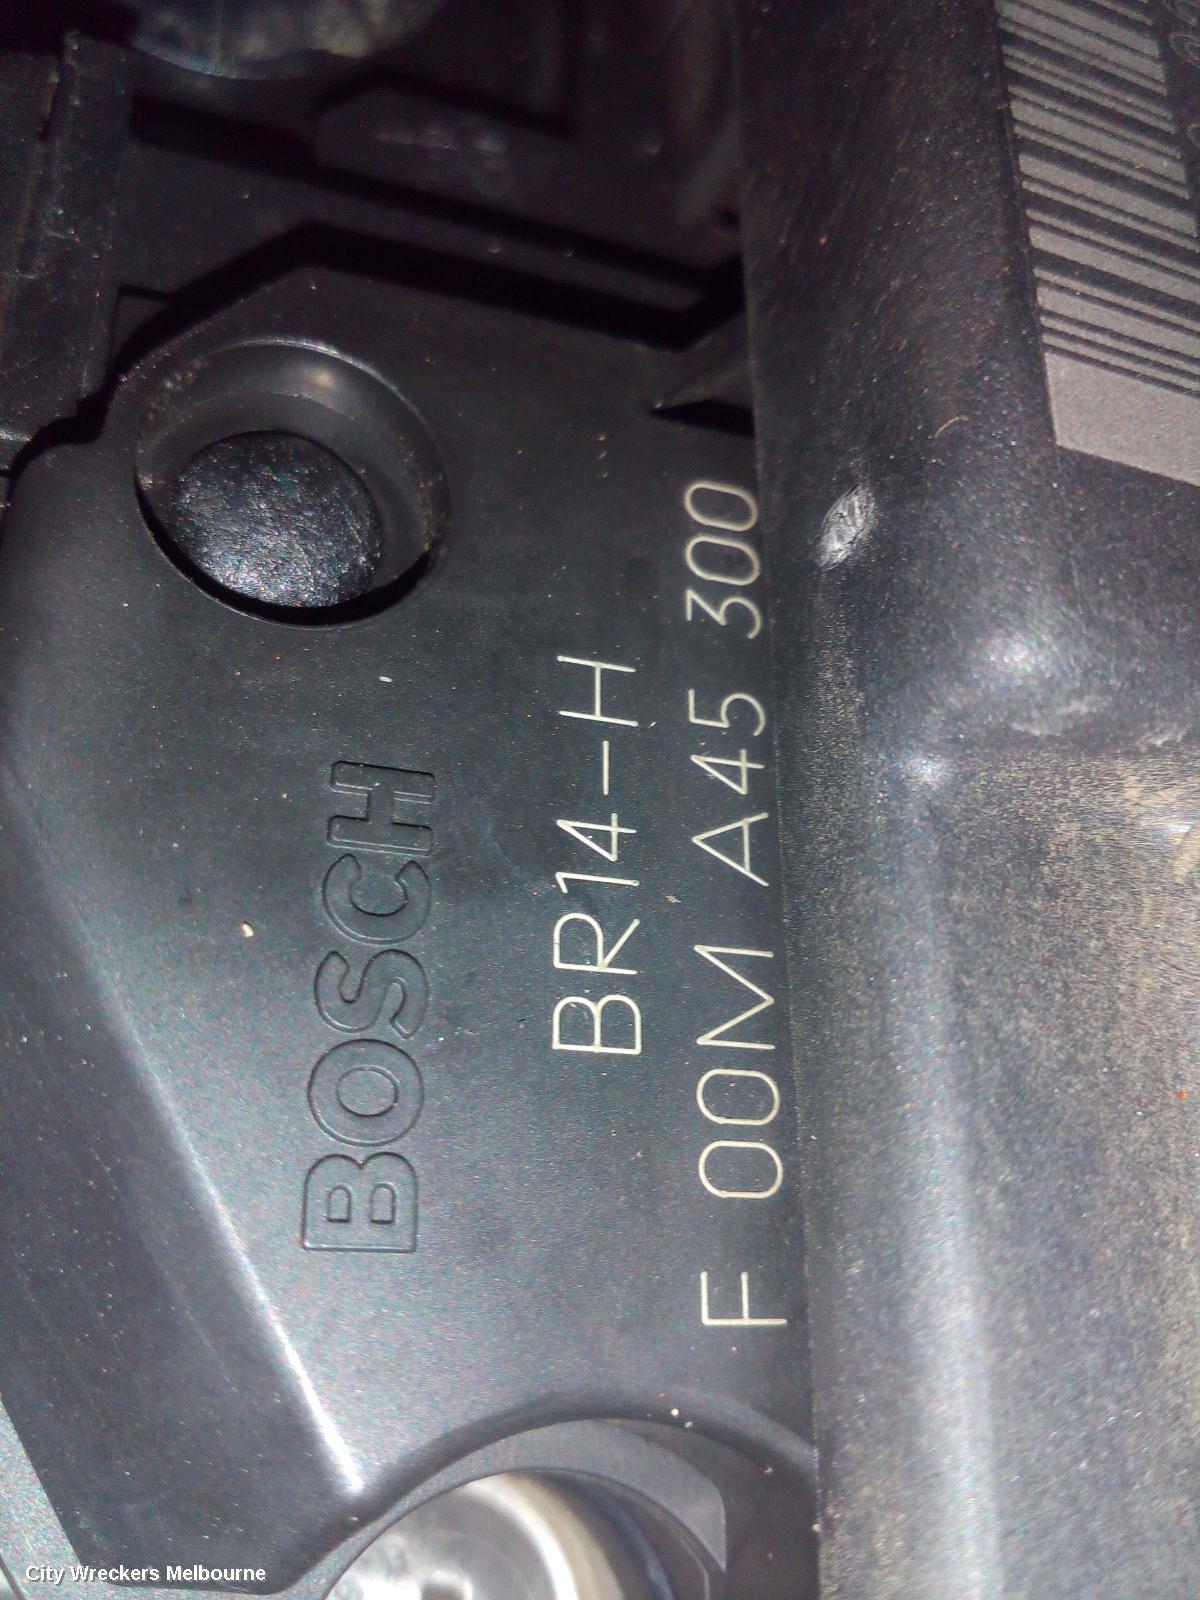 BOSCH
BR14-H
F 00M A45 300
City Wreckers Melbourne